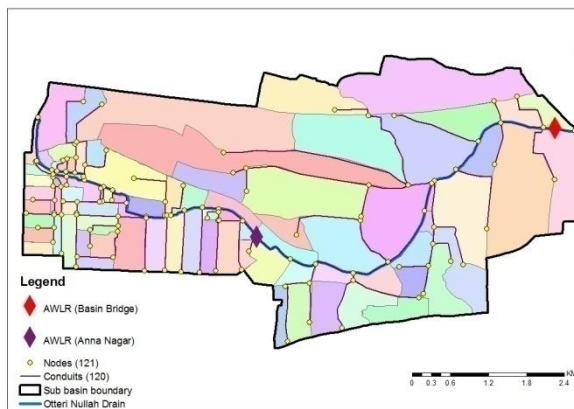 Legend
AWLR (Basin Bridge)
AWLR (Anna Nagar)
Nodes (121)
Conduits (120)
Sub basin boundary
Otteri Nullah Drain
0 0.3 0.6 1.2 1.8 2.4